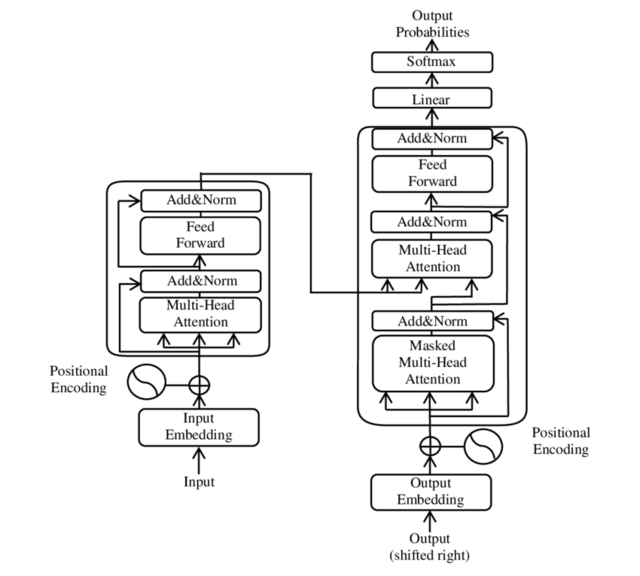 Output
Probabilities
Softmax
Linear
Add&Norm
Feed
Forward
Add&Norm
Multi-Head
Attention
Add&Norm
Masked
Multi-Head
Attention
Positional
Encoding
Output
Embedding
Output
(shifted right)
Add&Norm
Feed
Forward
Add&Norm
Multi-Head
Attention
Positional
Encoding
Input
Embedding
Input